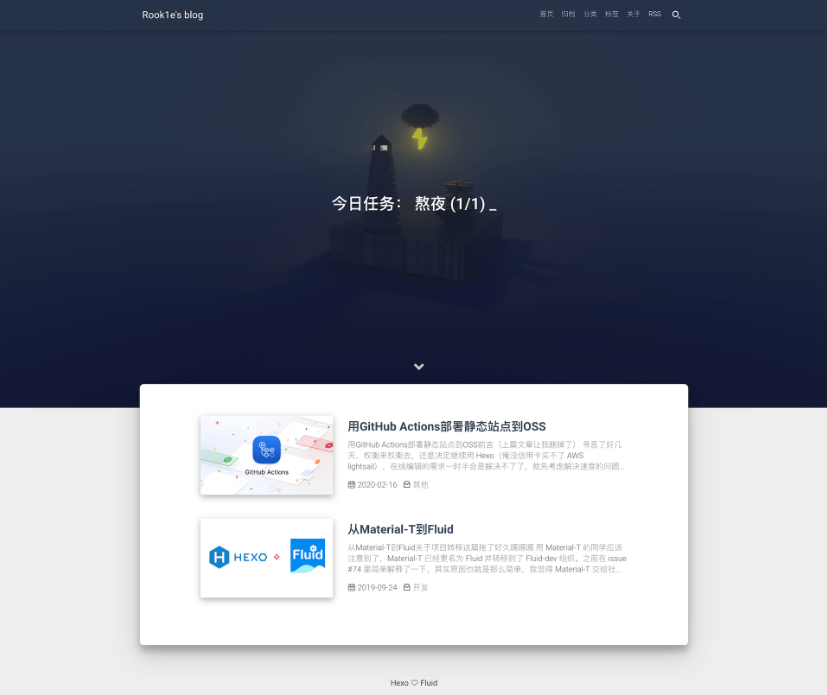 Rook1e's blog
首页 归档 分类 标签 关于 RSS
今日任务： 熬夜 (1/1) _
用GitHub Actions部署静态站点到OSS
用GitHub Actions部署静态站点到OSS前言（上篇文章让我删掉了） 寻思了好几
天，权衡来权衡去，还是决定继续用 Hexo（俺没信用卡买不了 AWS
lightsail），在线编辑的需求一时半会是解决不了了，就先考虑解决速度的问题...
GitHub Actions
2020-02-16 其他
从Material-T到Fluid
从Material-T到Fluid关于项目转移这篇拖了好久嘿嘿嘿 用 Material-T 的同学应该
注意到了，Material-T 已经更名为 Fluid 并转移到了 Fluid-dev 组织，之前在 issue
#74 里简单解释了一下，其实原因也就是那么简单，我觉得 Material-T 交给社...
HEXO Fluid
2019-09-24 开发
Hexo ♡ Fluid